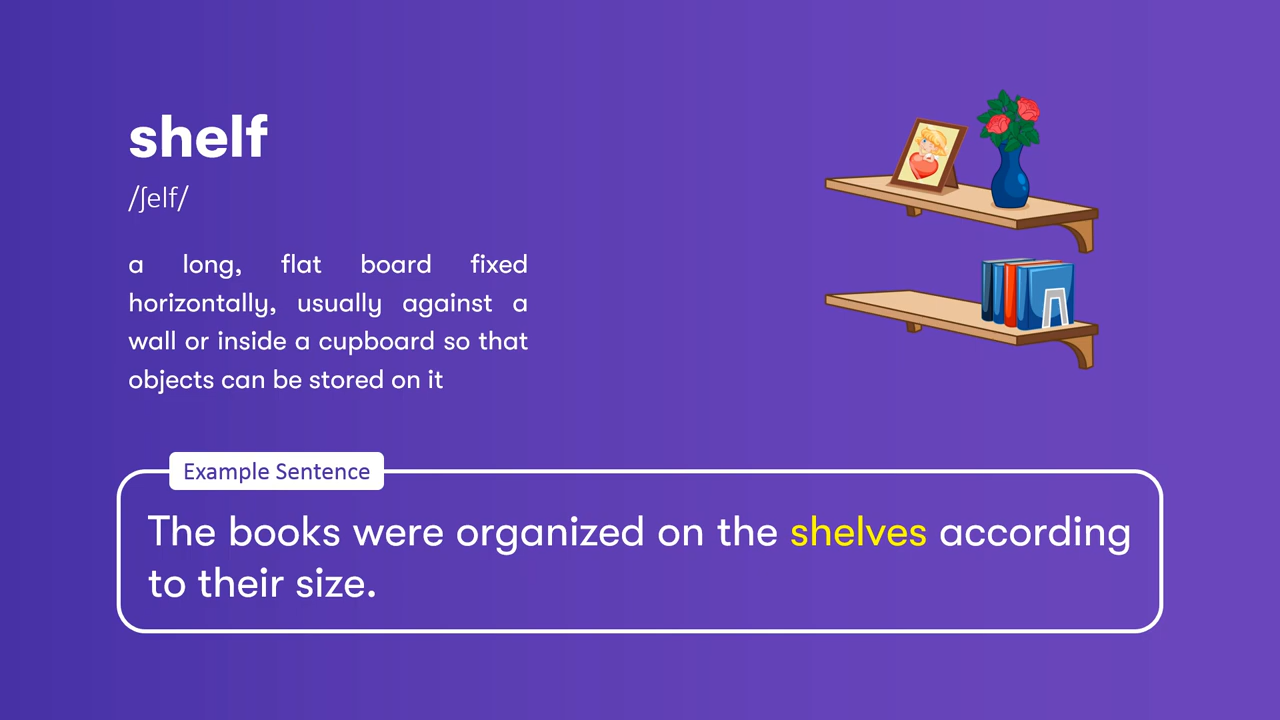 shelf
/ʃelf/
a long, flat board fixed
horizontally, usually against a
wall or inside a cupboard so that
objects can be stored on it
Example Sentence
The books were organized on the shelves according
to their size.